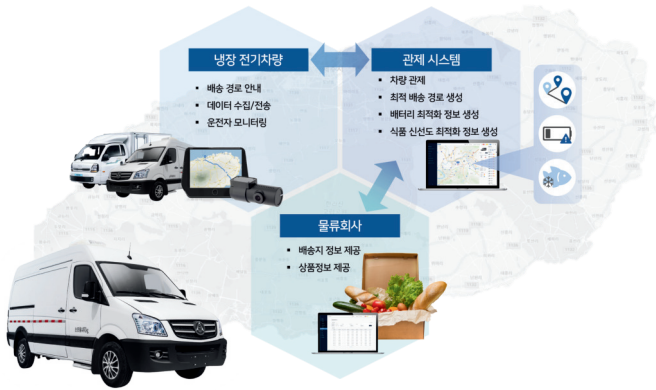 냉장 전기차량
배송 경로 안내
데이터 수집/전송
운전자 모니터링
관제 시스템
차량 관제
최적 배송 경로 생성
배터리 최적화 정보 생성
식품 신선도 최적화 정보 생성
물류회사
배송지 정보 제공
상품정보 제공